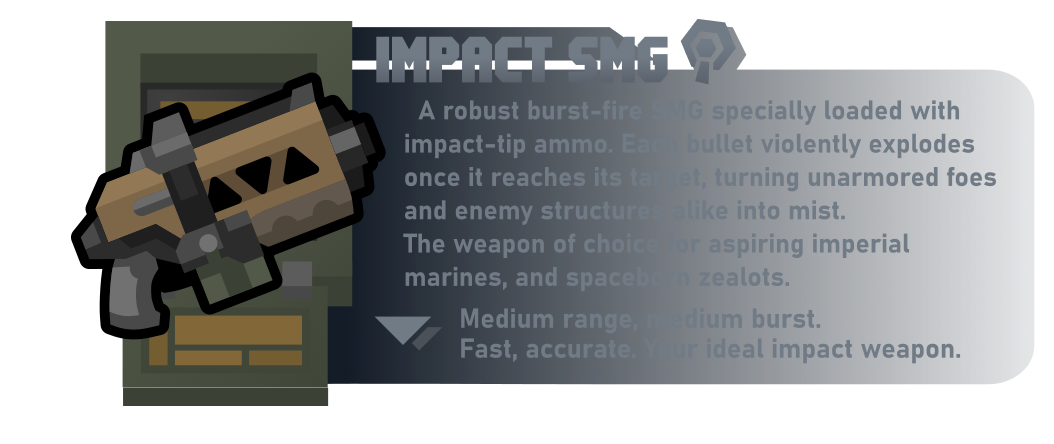 IMPACT SMG
A robust burst-fire SMG specially loaded with
impact-tip ammo. Each bullet violently explodes
once it reaches its target, turning unarmored foes
and enemy structures alike into mist.
The weapon of choice for aspiring imperial
marines, and spaceborn zealots.
Medium range, medium burst.
Fast, accurate. Your ideal impact weapon.